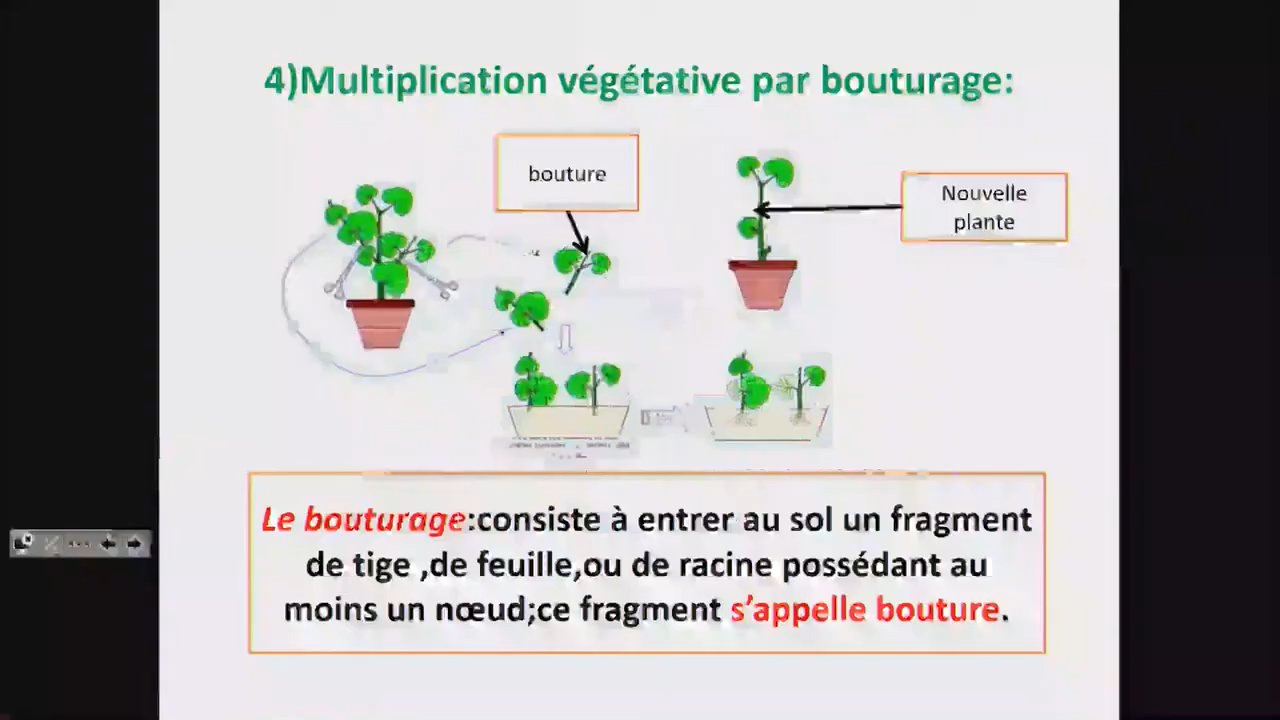 4)Multiplication végétative par bouturage:
bouture
Nouvelle
plante
Le bouturage:consiste à entrer au sol un fragment
de tige ,de feuille,ou de racine possédant au
moins un nœud;ce fragment s'appelle bouture.